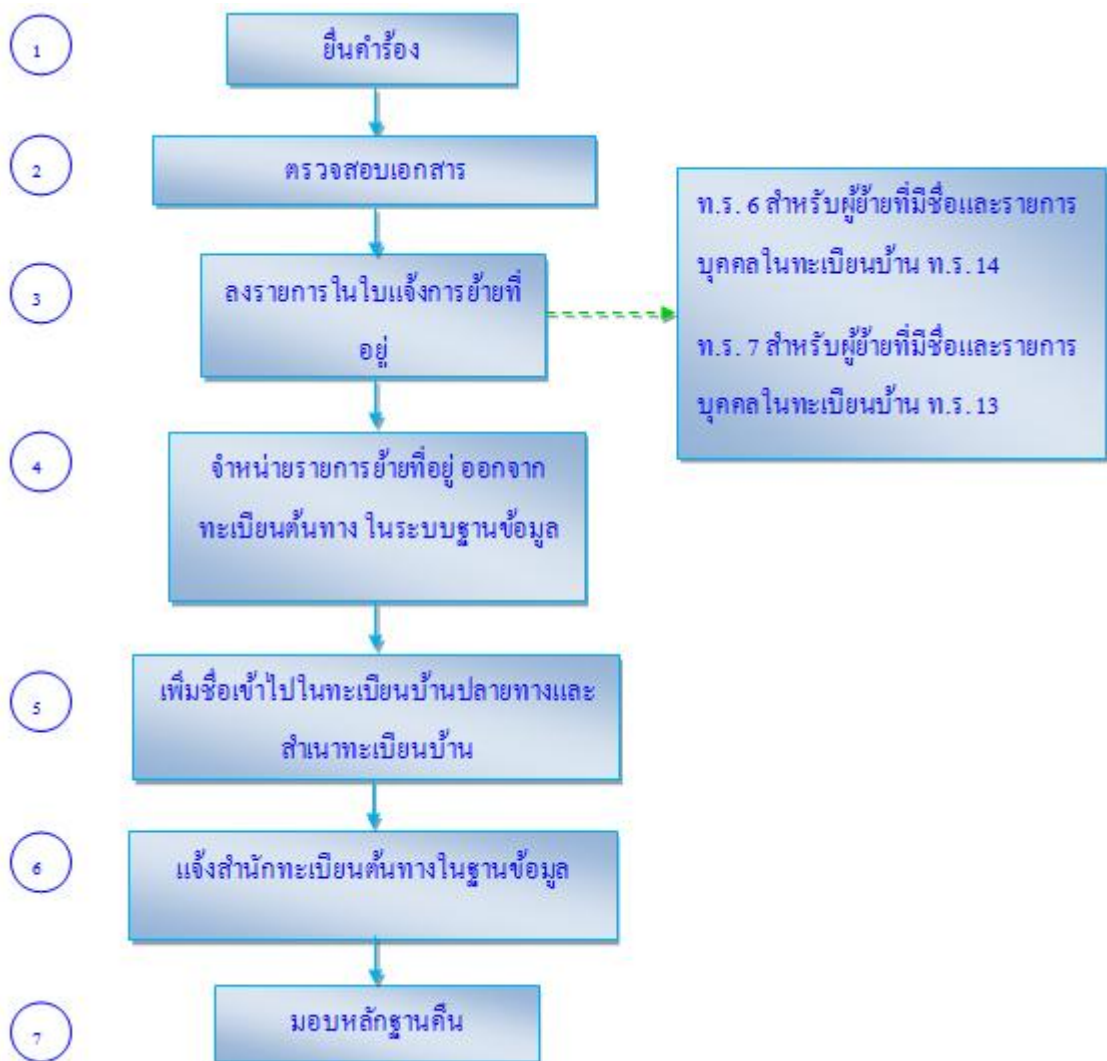 1
ยื่นคำร้อง
2
ตรวจสอบเอกสาร
3
ลงรายการในใบแจ้งการย้ายที่
อยู่
ท.ร. 6 สำหรับผู้ย้ายที่มีชื่อและรายการ
บุคคลในทะเบียนบ้าน ท.ร. 14
ท.ร. 7 สำหรับผู้ย้ายที่มีชื่อและรายการ
บุคคลในทะเบียนบ้าน ท.ร. 13
4
จำหน่ายรายการย้ายที่อยู่ ออกจาก
ทะเบียนต้นทาง ในระบบฐานข้อมูล
5
เพิ่มชื่อเข้าไปในทะเบียนบ้านปลายทางและ
สำเนาทะเบียนบ้าน
6
แจ้งสำนักทะเบียนต้นทางในฐานข้อมูล
7
มอบหลักฐานคืน